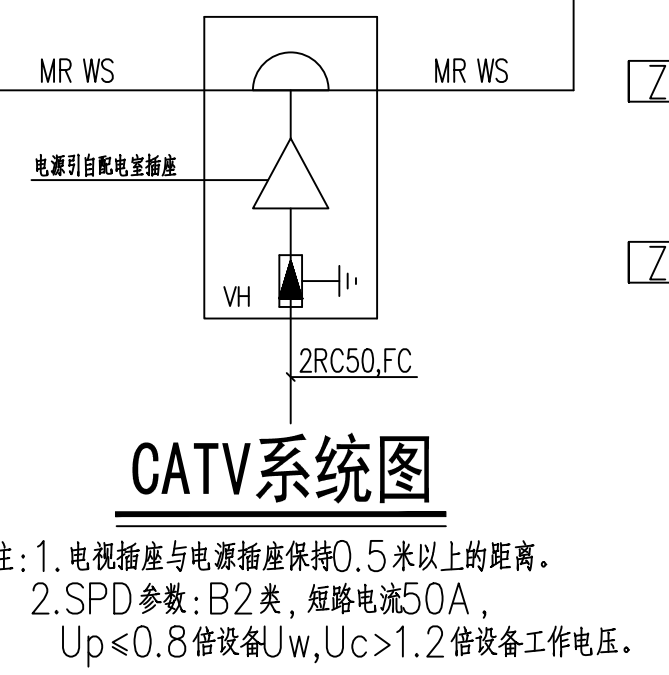 MR WS
MR WS
Z
电源引自配电室插座
Z
VH
2RC50,FC
CATV系统图
注:1.电视插座与电源插座保持0.5米以上的距离。
2.SPD参数:B2类,短路电流50A,
Up≤0.8倍设备Uw,Uc>1.2倍设备工作电压。